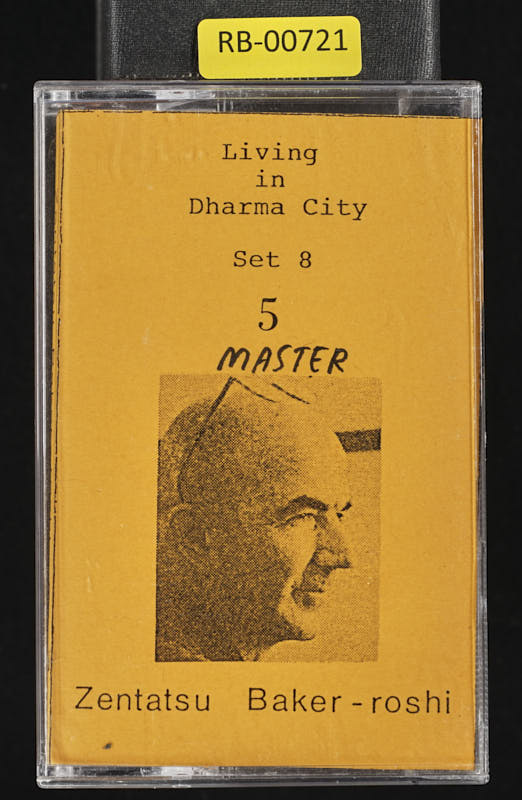 RB-00721
Living
in
Dharma City
Set 8
5
MASTER
Zentatsu Baker-roshi